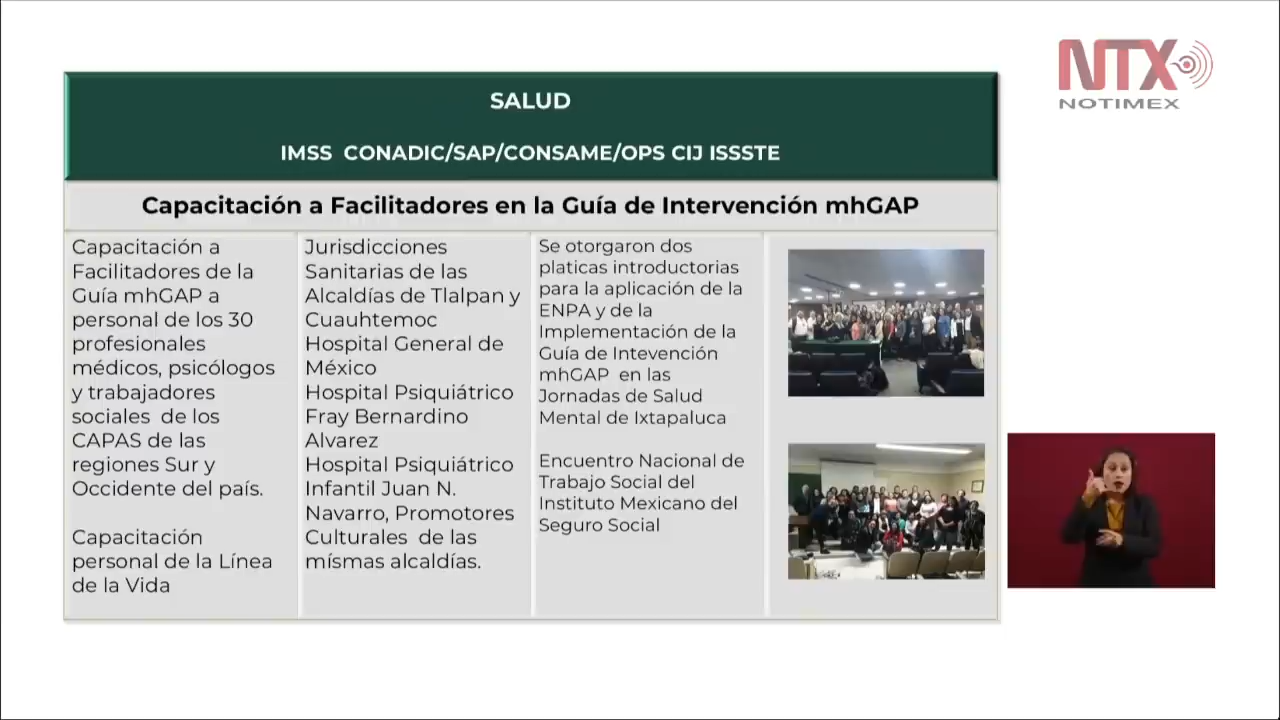 NTX
NOTIMEX
SALUD
IMSS CONADIC/SAP/CONSAME/OPS CIJ ISSSTE
Capacitación a Facilitadores en la Guía de Intervención mhGAP
Capacitación a
Facilitadores de la
Guía mhGAP a
personal de los 30
profesionales
médicos, psicólogos
y trabajadores
sociales de los
CAPAS de las
regiones Sur y
Occidente del país.
Capacitación
personal de la Línea
de la Vida
Jurisdicciones
Sanitarias de las
Alcaldías de Tlalpan y
Cuauhtemoc
Hospital General de
México
Hospital Psiquiátrico
Fray Bernardino
Alvarez
Hospital Psiquiátrico
Infantil Juan N.
Navarro, Promotores
Culturales de las
mísmas alcaldías.
Se otorgaron dos
platicas introductorias
para la aplicación de la
ENPA y de la
Implementación de la
Guía de Intevención
mhGAP en las
Jornadas de Salud
Mental de Ixtapaluca
Encuentro Nacional de
Trabajo Social del
Instituto Mexicano del
Seguro Social